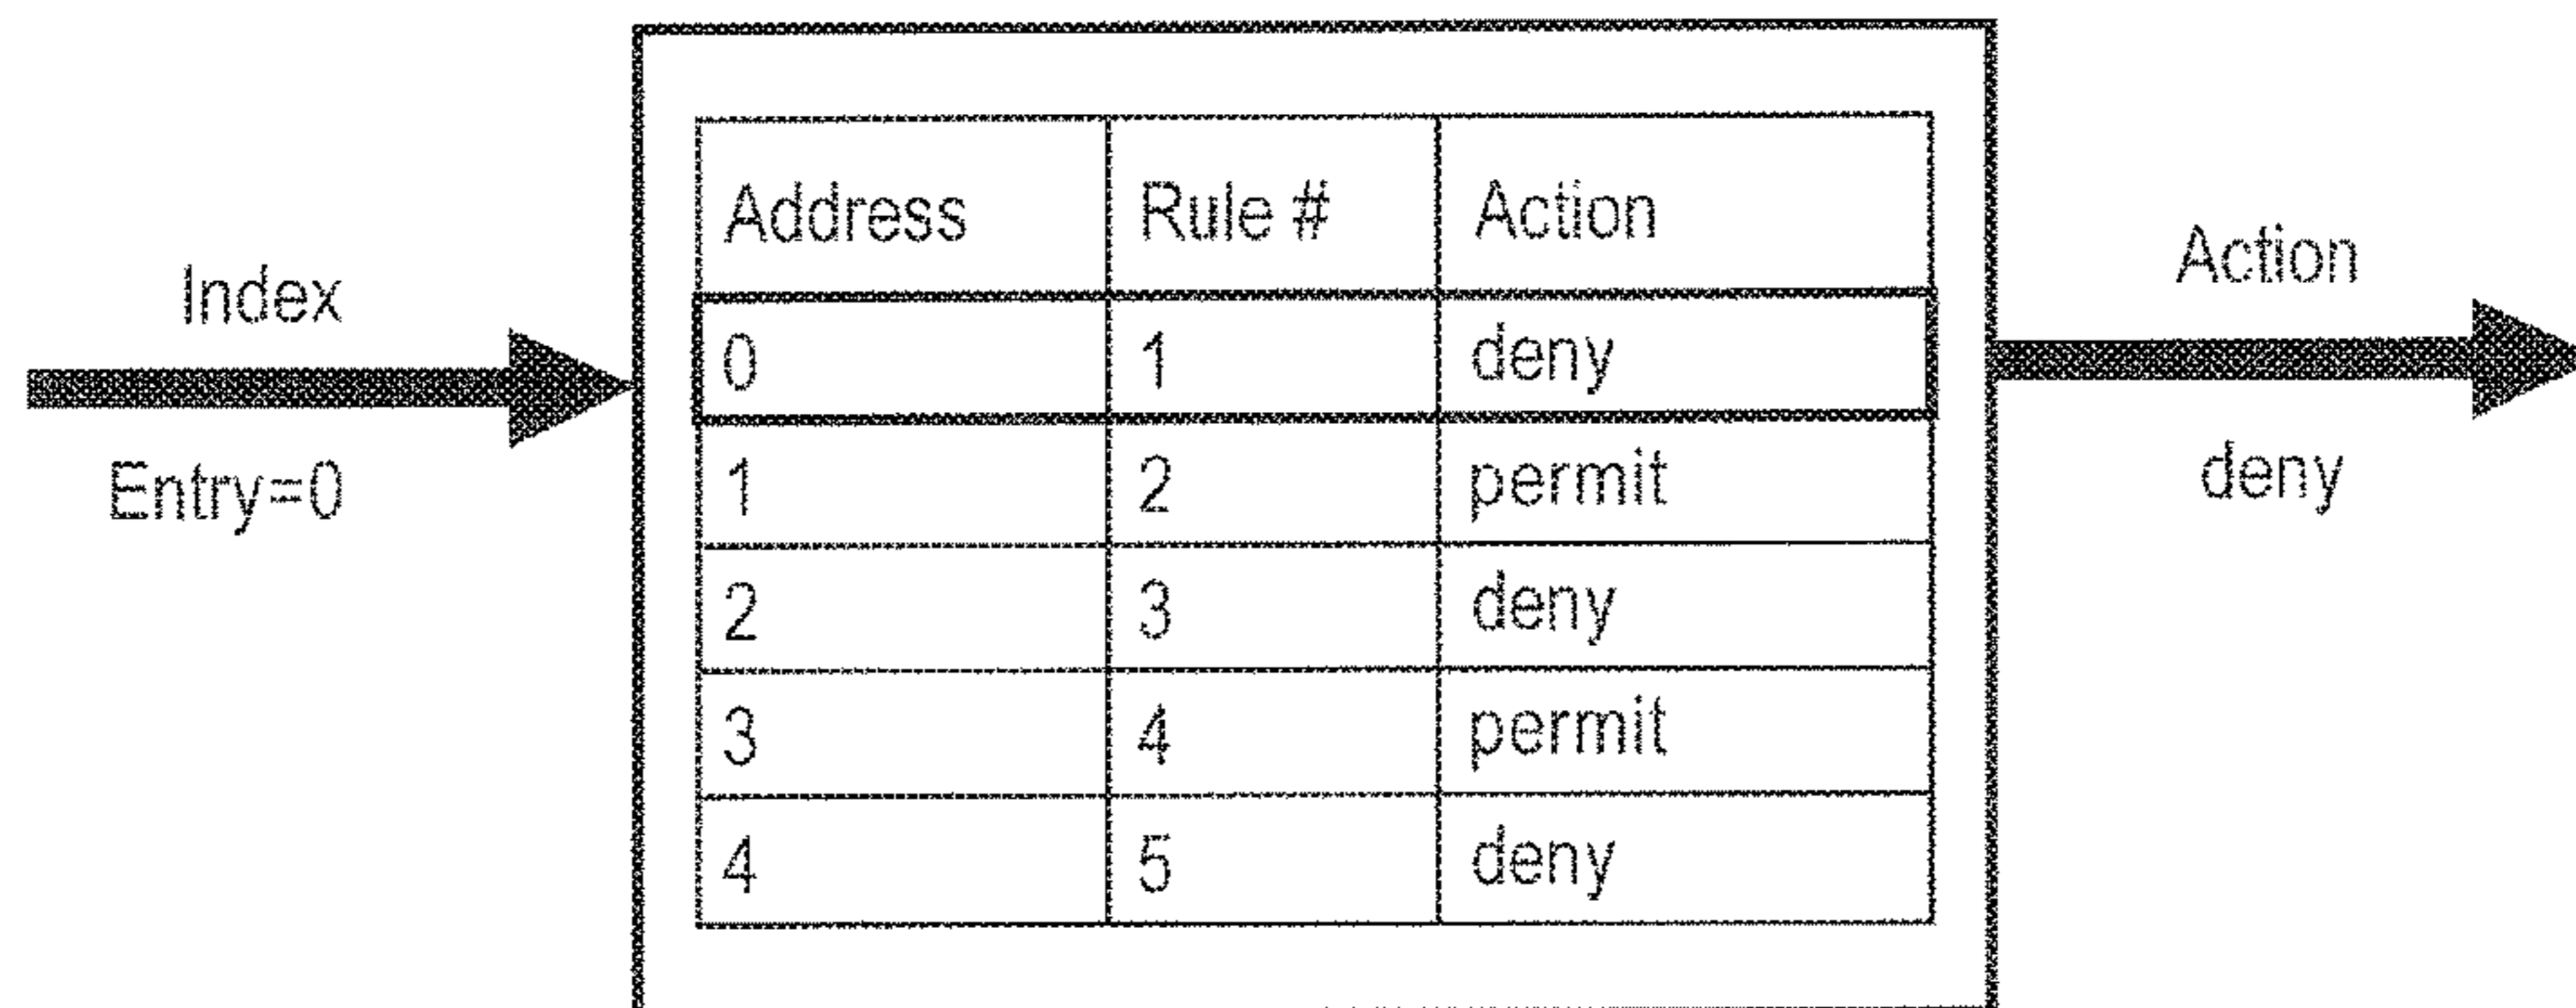 Index
Entry=0
Address Rule # Action
0 1 deny
1 2 permit
2 3 deny
3 4 permit
4 5 deny
Action
deny